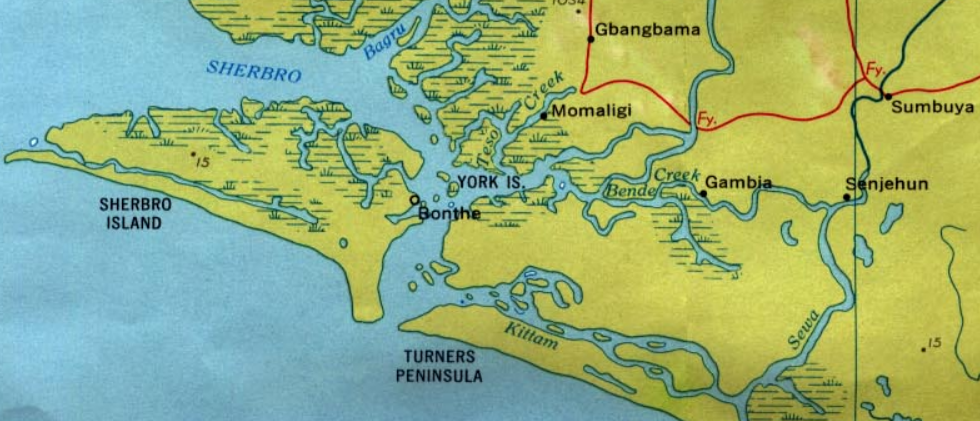 1034
Gbangbama
Bagru
SHERBRO
Fy.
Sumbuya
Creek
Teso
Momaligi
Fy.
15
YORK IS.
Creek
Bende
Gambia
Senjehun
SHERBRO
ISLAND
Bonthe
Kittam
Sewa
15
TURNERS
PENINSULA